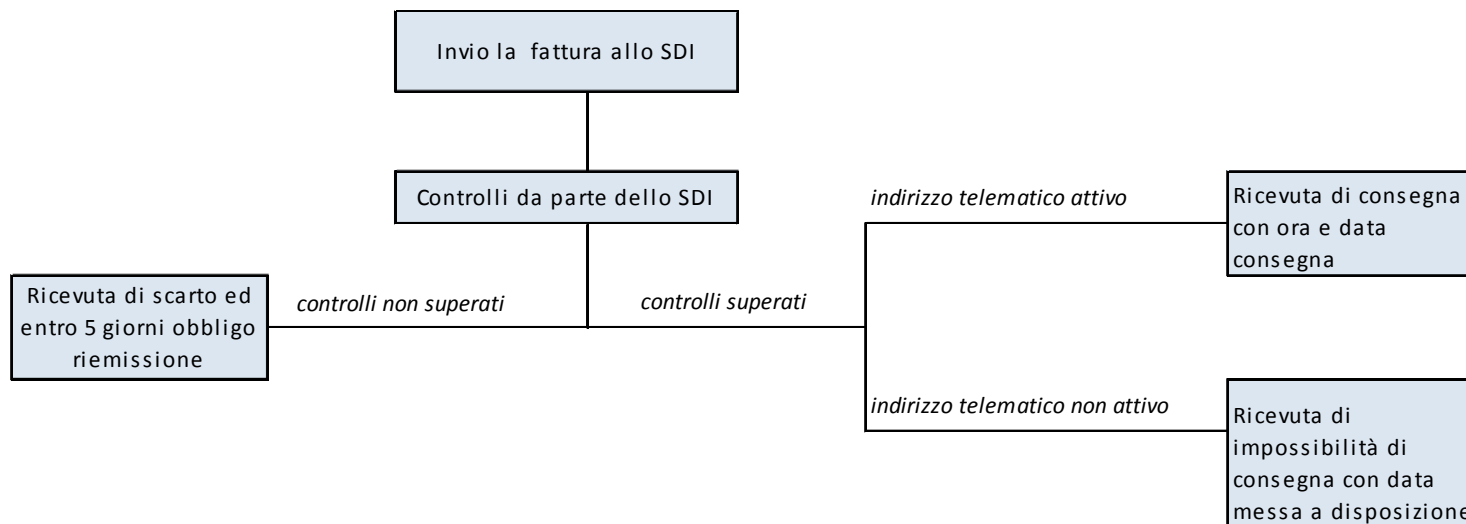 Invio la fattura allo SDI
Controlli da parte dello SDI
indirizzo telematico attivo
Ricevuta di consegna
con ora e data
consegna
Ricevuta di scarto ed
entro 5 giorni obbligo
riemissione
controlli non superati
controlli superati
indirizzo telematico non attivo
Ricevuta di
impossibilità di
consegna con data
messa a disposizione